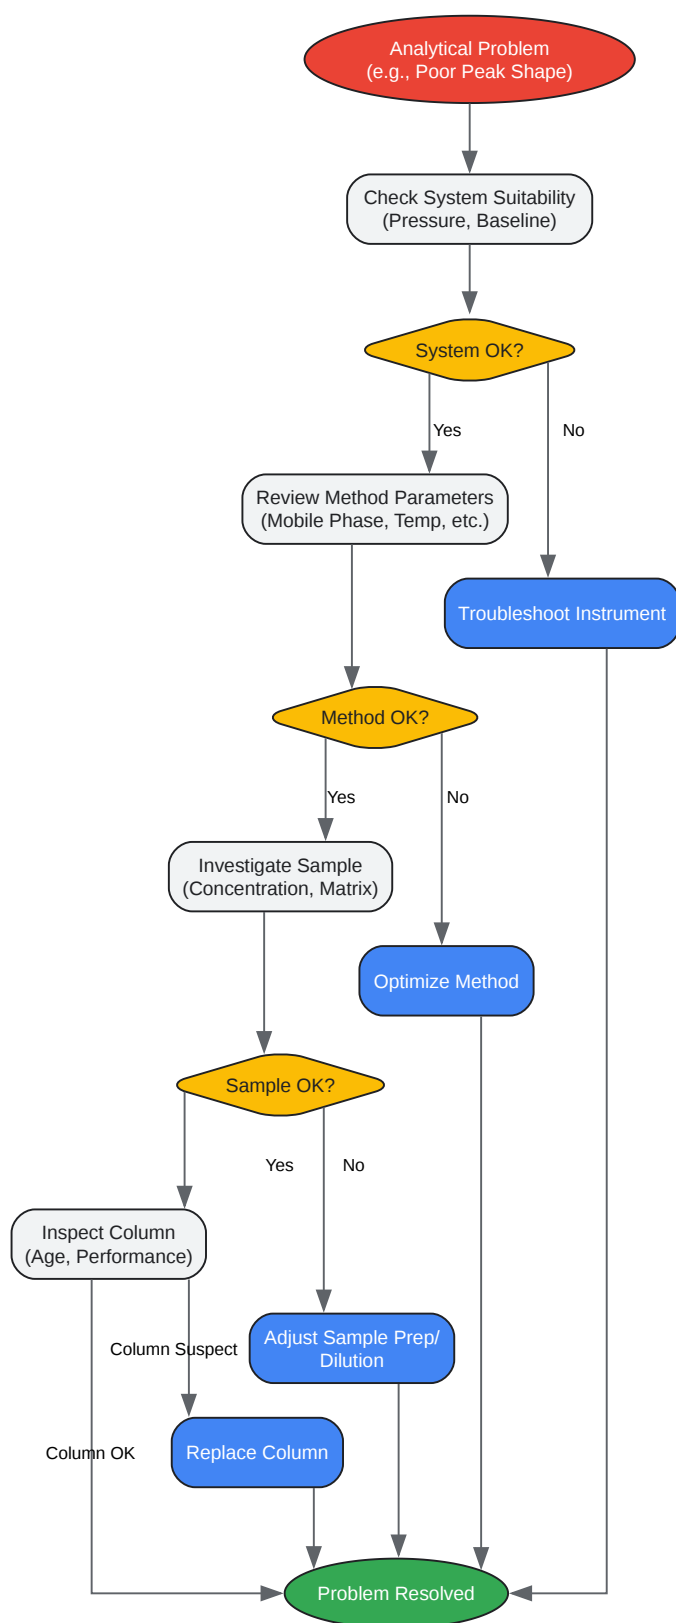 Analytical Problem
(e.g., Poor Peak Shape)
Check System Suitability
(Pressure, Baseline)
System OK?
Yes
No
Review Method Parameters
(Mobile Phase, Temp, etc.)
Troubleshoot Instrument
Method OK?
Yes
No
Investigate Sample
(Concentration, Matrix)
Optimize Method
Sample OK?
Yes
No
Inspect Column
(Age, Performance)
Adjust Sample Prep/
Dilution
Column Suspect
Column OK
Replace Column
Problem Resolved